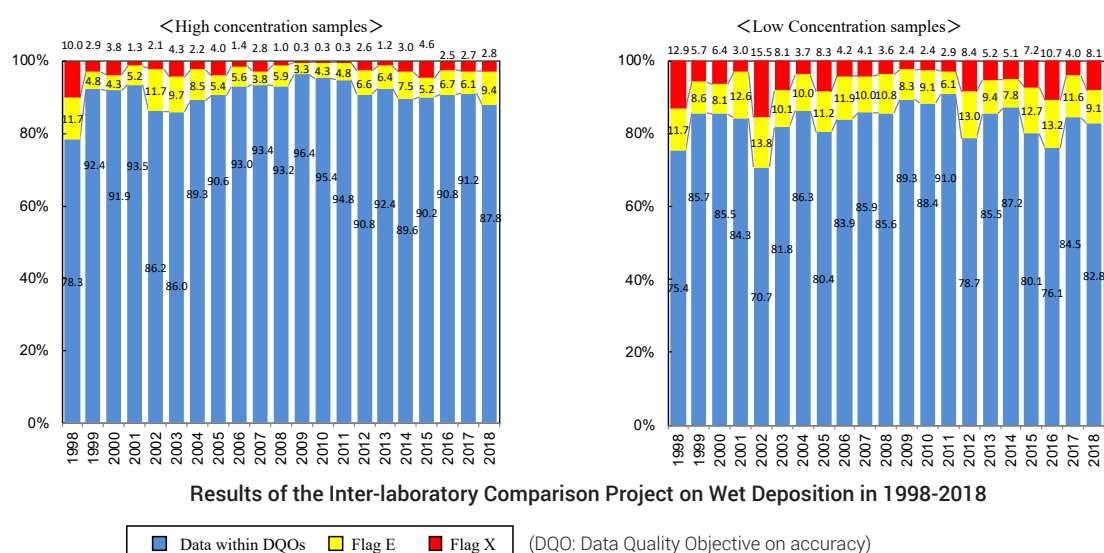 ＜High concentration samples＞
10.0 2.9 3.8 1.3 2.1 4.3 2.2 4.0 1.4 2.8 1.0 0.3 0.3 0.3 2.6 1.2 3.0 4.6 2.5 2.7 2.8
100%
80%
60%
40%
20%
0%
11.7 4.8 4.3 5.2 11.7 9.7 8.5 5.4 5.6 3.8 5.9 3.3 4.3 4.8 6.6 6.4 7.5 5.2 6.7 6.1 9.4
78.3 92.4 91.9 93.5 86.2 86.0 89.3 90.6 93.0 93.4 93.2 96.4 95.4 94.8 90.8 92.4 89.6 90.2 90.8 91.2 87.8
1998 1999 2000 2001 2002 2003 2004 2005 2006 2007 2008 2009 2010 2011 2012 2013 2014 2015 2016 2017 2018
＜Low Concentration samples＞
12.9 5.7 6.4 3.0 15.5 8.1 3.7 8.3 4.2 4.1 3.6 2.4 2.4 2.9 8.4 5.2 5.1 7.2 10.7 4.0 8.1
100%
80%
60%
40%
20%
0%
11.7 8.6 8.1 12.6 13.8 10.1 10.0 11.2 11.9 10.0 10.8 8.3 9.1 6.1 13.0 9.4 7.8 12.7 13.2 11.6 9.1
75.4 85.7 85.5 84.3 70.7 81.8 86.3 80.4 83.9 85.9 85.6 89.3 88.4 91.0 78.7 85.5 87.2 80.1 76.1 84.5 82.8
1998 1999 2000 2001 2002 2003 2004 2005 2006 2007 2008 2009 2010 2011 2012 2013 2014 2015 2016 2017 2018
Results of the Inter-laboratory Comparison Project on Wet Deposition in 1998-2018
Data within DQOs Flag E Flag X (DQO: Data Quality Objective on accuracy)